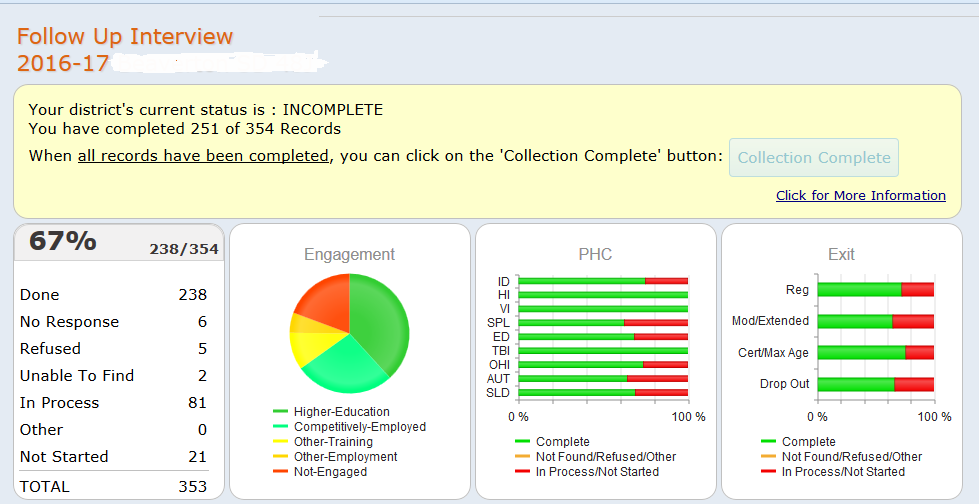 Follow Up Interview
2016-17
Your district's current status is : INCOMPLETE
You have completed 251 of 354 Records
When all records have been completed, you can click on the 'Collection Complete' button: Collection Complete
Click for More Information
67% 238/354
Done 238
No Response 6
Refused 5
Unable To Find 2
In Process 81
Other 0
Not Started 21
TOTAL 353
Engagement
Higher-Education
Competitively-Employed
Other-Training
Other-Employment
Not-Engaged
PHC
ID
HI
VI
SPL
ED
TBI
OHI
AUT
SLD
0 % 100 %
Complete
Not Found/Refused/Other
In Process/Not Started
Exit
Reg
Mod/Extended
Cert/Max Age
Drop Out
0 % 100 %
Complete
Not Found/Refused/Other
In Process/Not Started